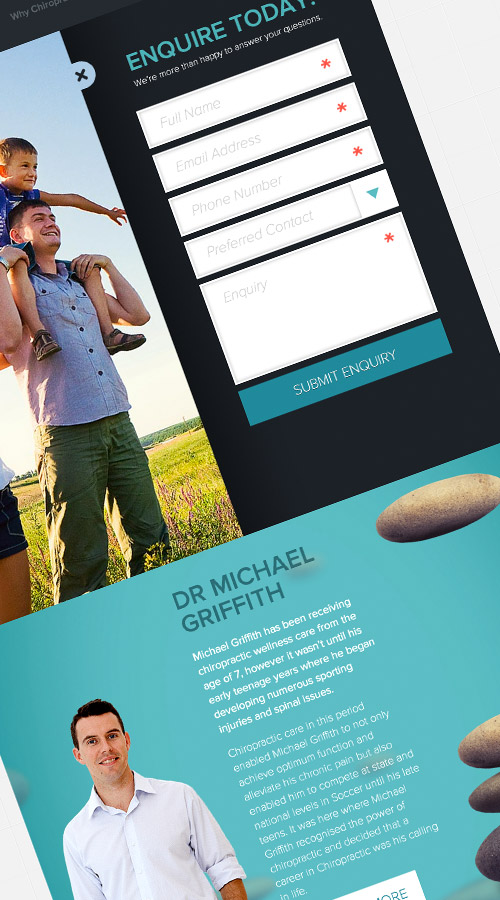 Why Chiropr
ENQUIRE TODAY.
We're more than happy to answer your questions.
Full Name *
Email Address *
Phone Number *
Preferred Contact
Enquiry *
SUBMIT ENQUIRY
DR MICHAEL
GRIFFITH
Michael Griffith has been receiving
chiropractic wellness care from the
age of 7, however it wasn't until his
early teenage years where he began
developing numerous sporting
injuries and spinal issues.
Chiropractic care in this period
enabled Michael Griffith to not only
achieve optimum function and
alleviate his chronic pain but also
enabled him to compete at state and
national levels in Soccer until his late
teens. It was here where Michael
Griffith recognised the power of
chiropractic and decided that a
career in Chiropractic was his calling
in life.
MORE